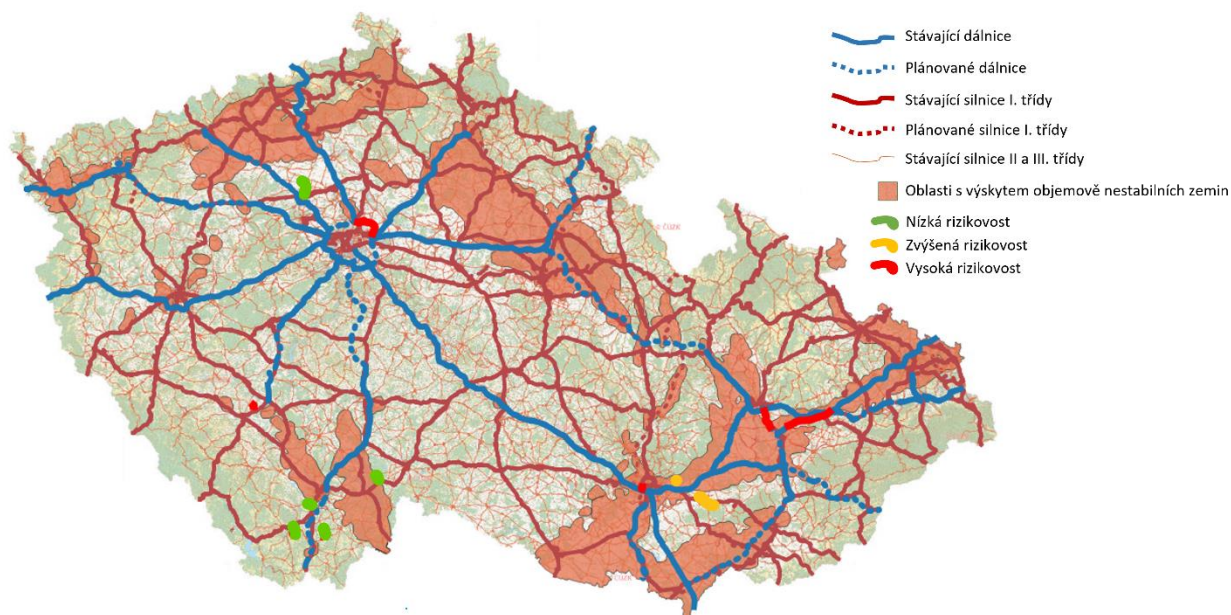 Stávající dálnice
Plánované dálnice
Stávající silnice I. třídy
Plánované silnice I. třídy
Stávající silnice II a III. třídy
Oblasti s výskytem objemově nestabilních zemin
Nízká rizikovost
Zvýšená rizikovost
Vysoká rizikovost